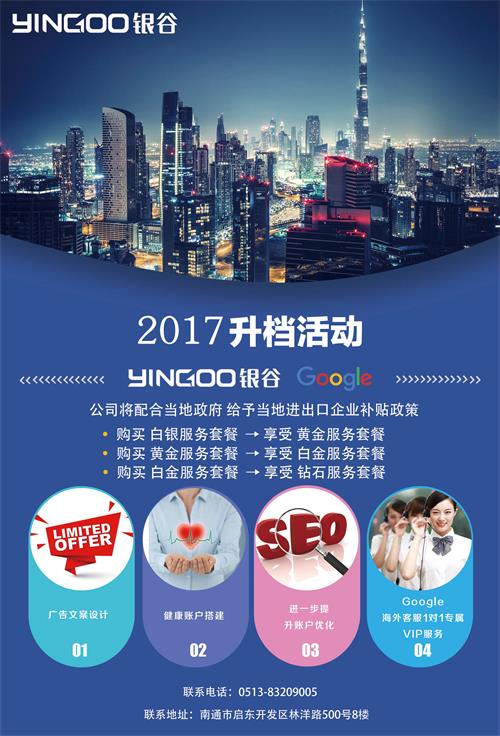 YINGOO银谷
2017升档活动
YINGOO银谷 Google
公司将配合当地政府 给予当地进出口企业补贴政策
• 购买 白银服务套餐 → 享受 黄金服务套餐
• 购买 黄金服务套餐 → 享受 白金服务套餐
• 购买 白金服务套餐 → 享受 钻石服务套餐
LIMITED
OFFER
广告文案设计
01
健康账户搭建
02
SEO
进一步提
升账户优化
03
Google
海外客服1对1专属
VIP服务
04
联系电话：0513-83209005
联系地址：南通市启东开发区林洋路500号8楼